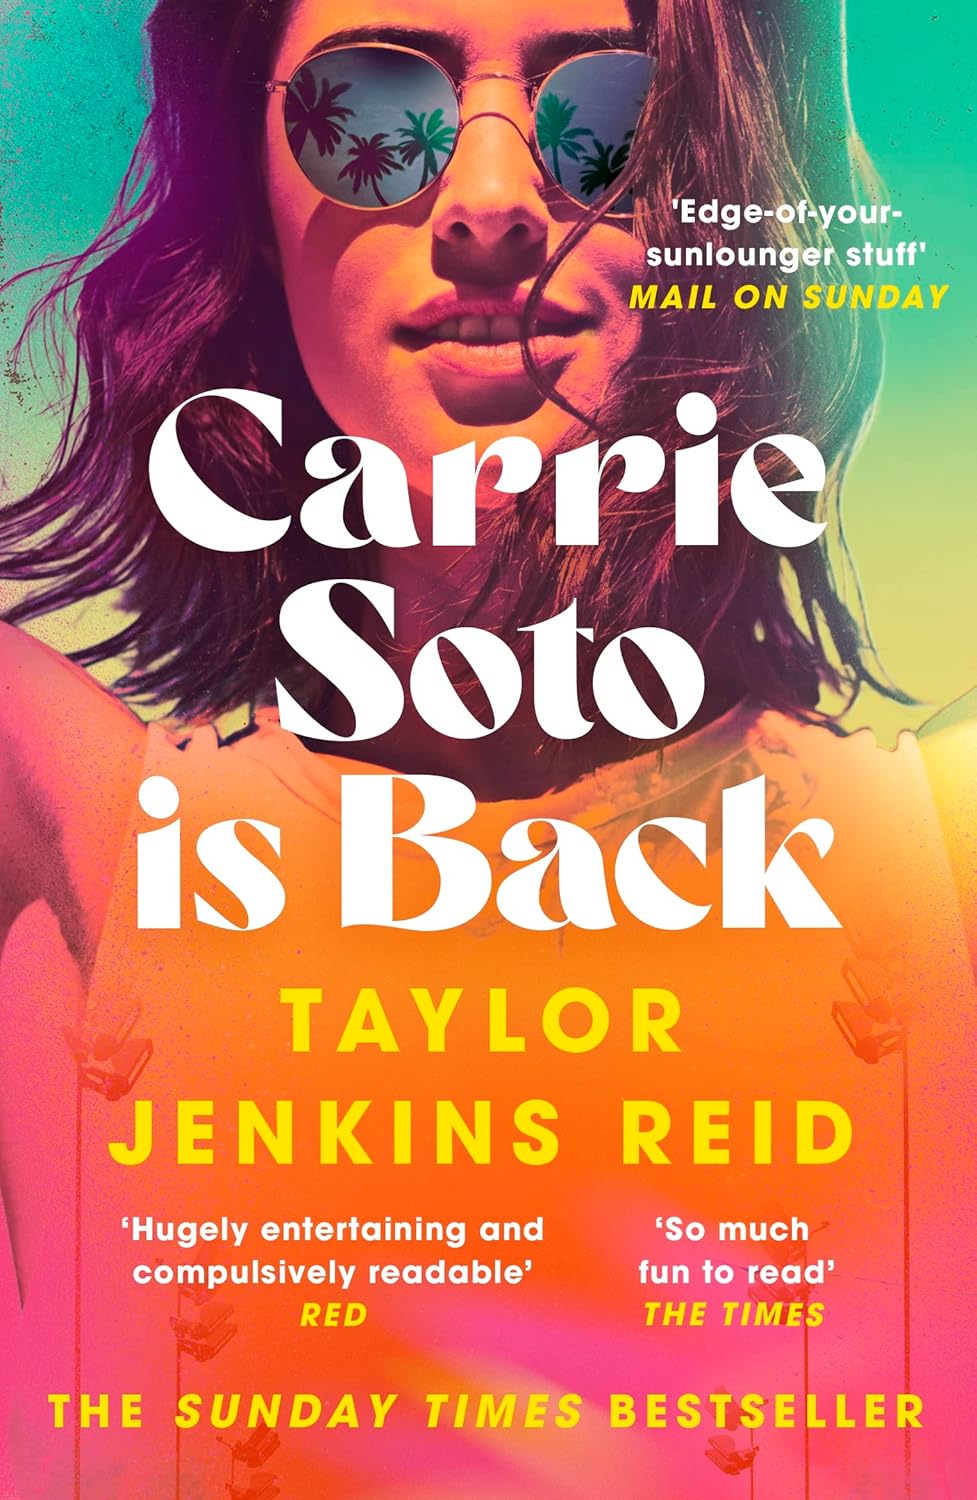 'Edge-of-your-
sunlounger stuff'
MAIL ON SUNDAY
Carrie
Soto
is Back
TAYLOR
JENKINS REID
‘Hugely entertaining and
compulsively readable’
RED
‘So much
fun to read’
THE TIMES
THE SUNDAY TIMES BESTSELLER